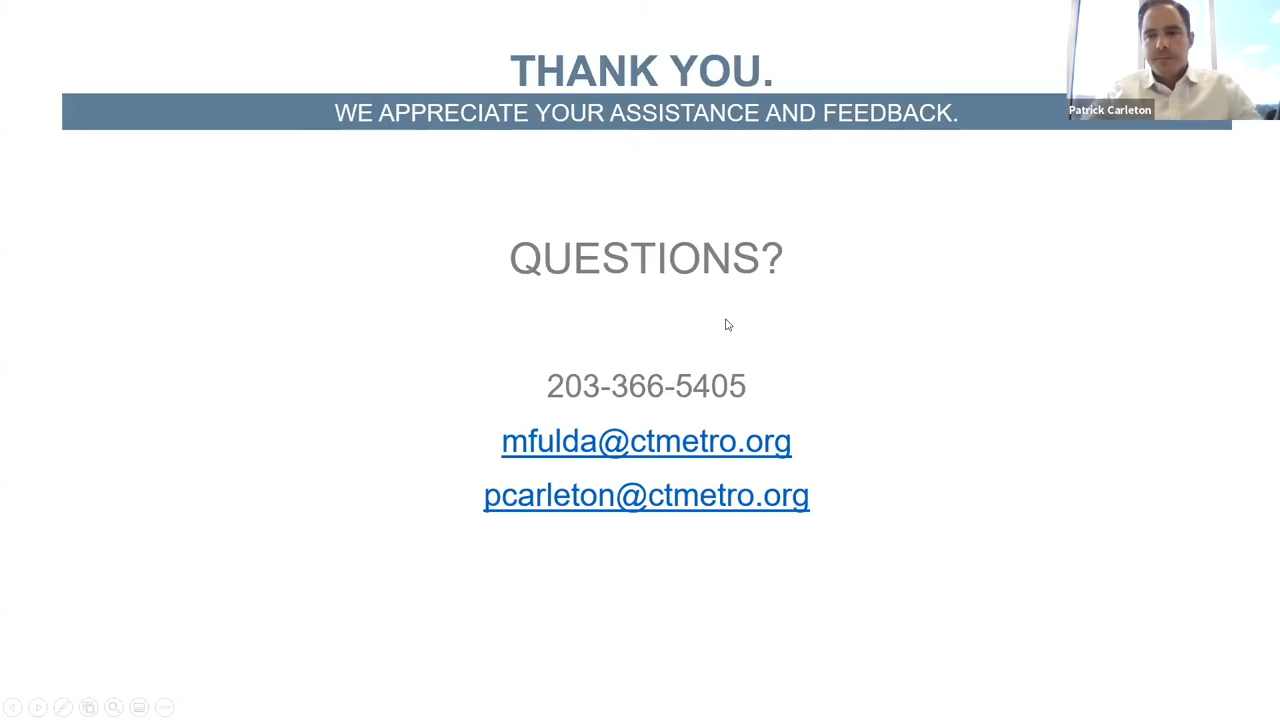 THANK YOU.
WE APPRECIATE YOUR ASSISTANCE AND FEEDBACK.
Patrick Carleton
QUESTIONS?
203-366-5405
mfulda@ctmetro.org
pcarleton@ctmetro.org